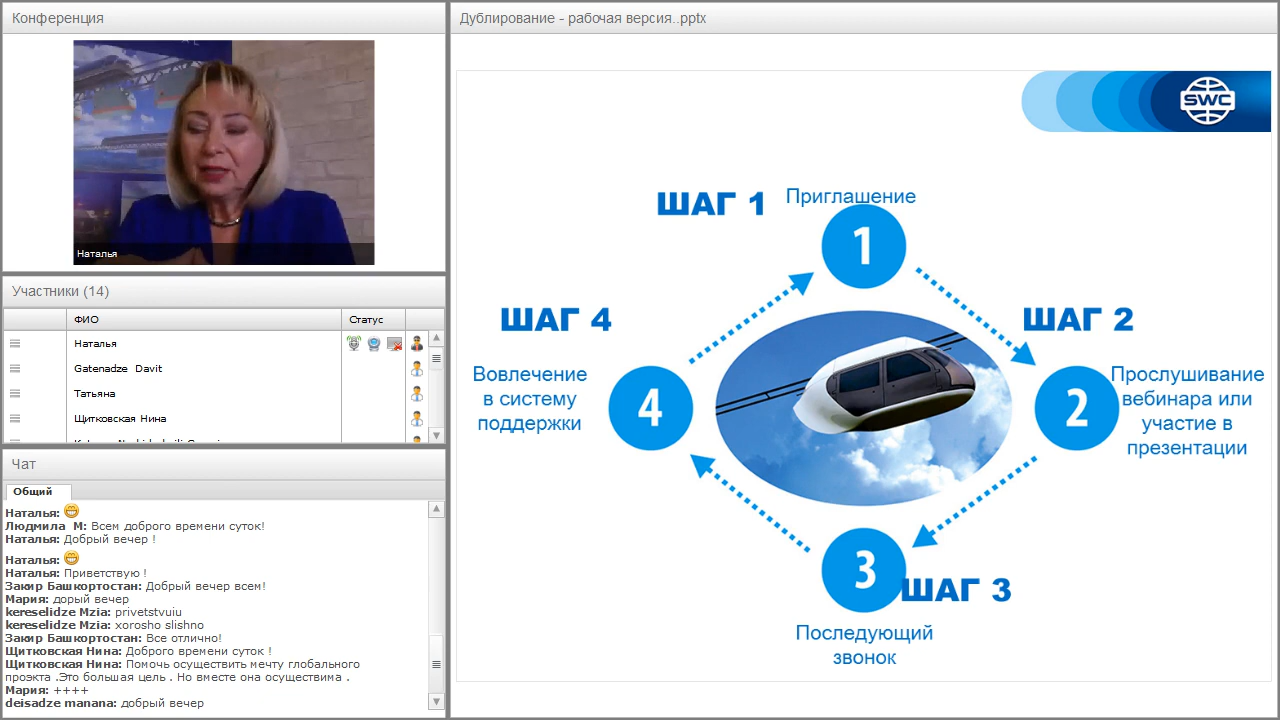 Конференция
Наталья
Участники (14)
ФИО
Статус
Наталья
Gatenadze Davit
Татьяна
Щитковская Нина
Чат
Общий
Наталья:
Людмила М: Всем доброго времени суток!
Наталья: Добрый вечер !
Наталья:
Наталья: Приветствую !
Закир Башкортостан: Добрый вечер всем!
Мария: дорый вечер
kereselidze Mzia: privetstvuiu
kereselidze Mzia: xorosho slishno
Закир Башкортостан: Все отлично!
Щитковская Нина: Доброго времени суток !
Щитковская Нина: Помочь осуществить мечту глобального
проэкта .Это большая цель . Но вместе она осуществима .
Мария: ++++
deisadze manana: добрый вечер
Дублирование - рабочая версия..pptx
SWC
ШАГ 1
Приглашение
1
ШАГ 2
2
Прослушивание
вебинара или
участие в
презентации
3
ШАГ 3
Последующий
звонок
ШАГ 4
Вовлечение
в систему
поддержки
4